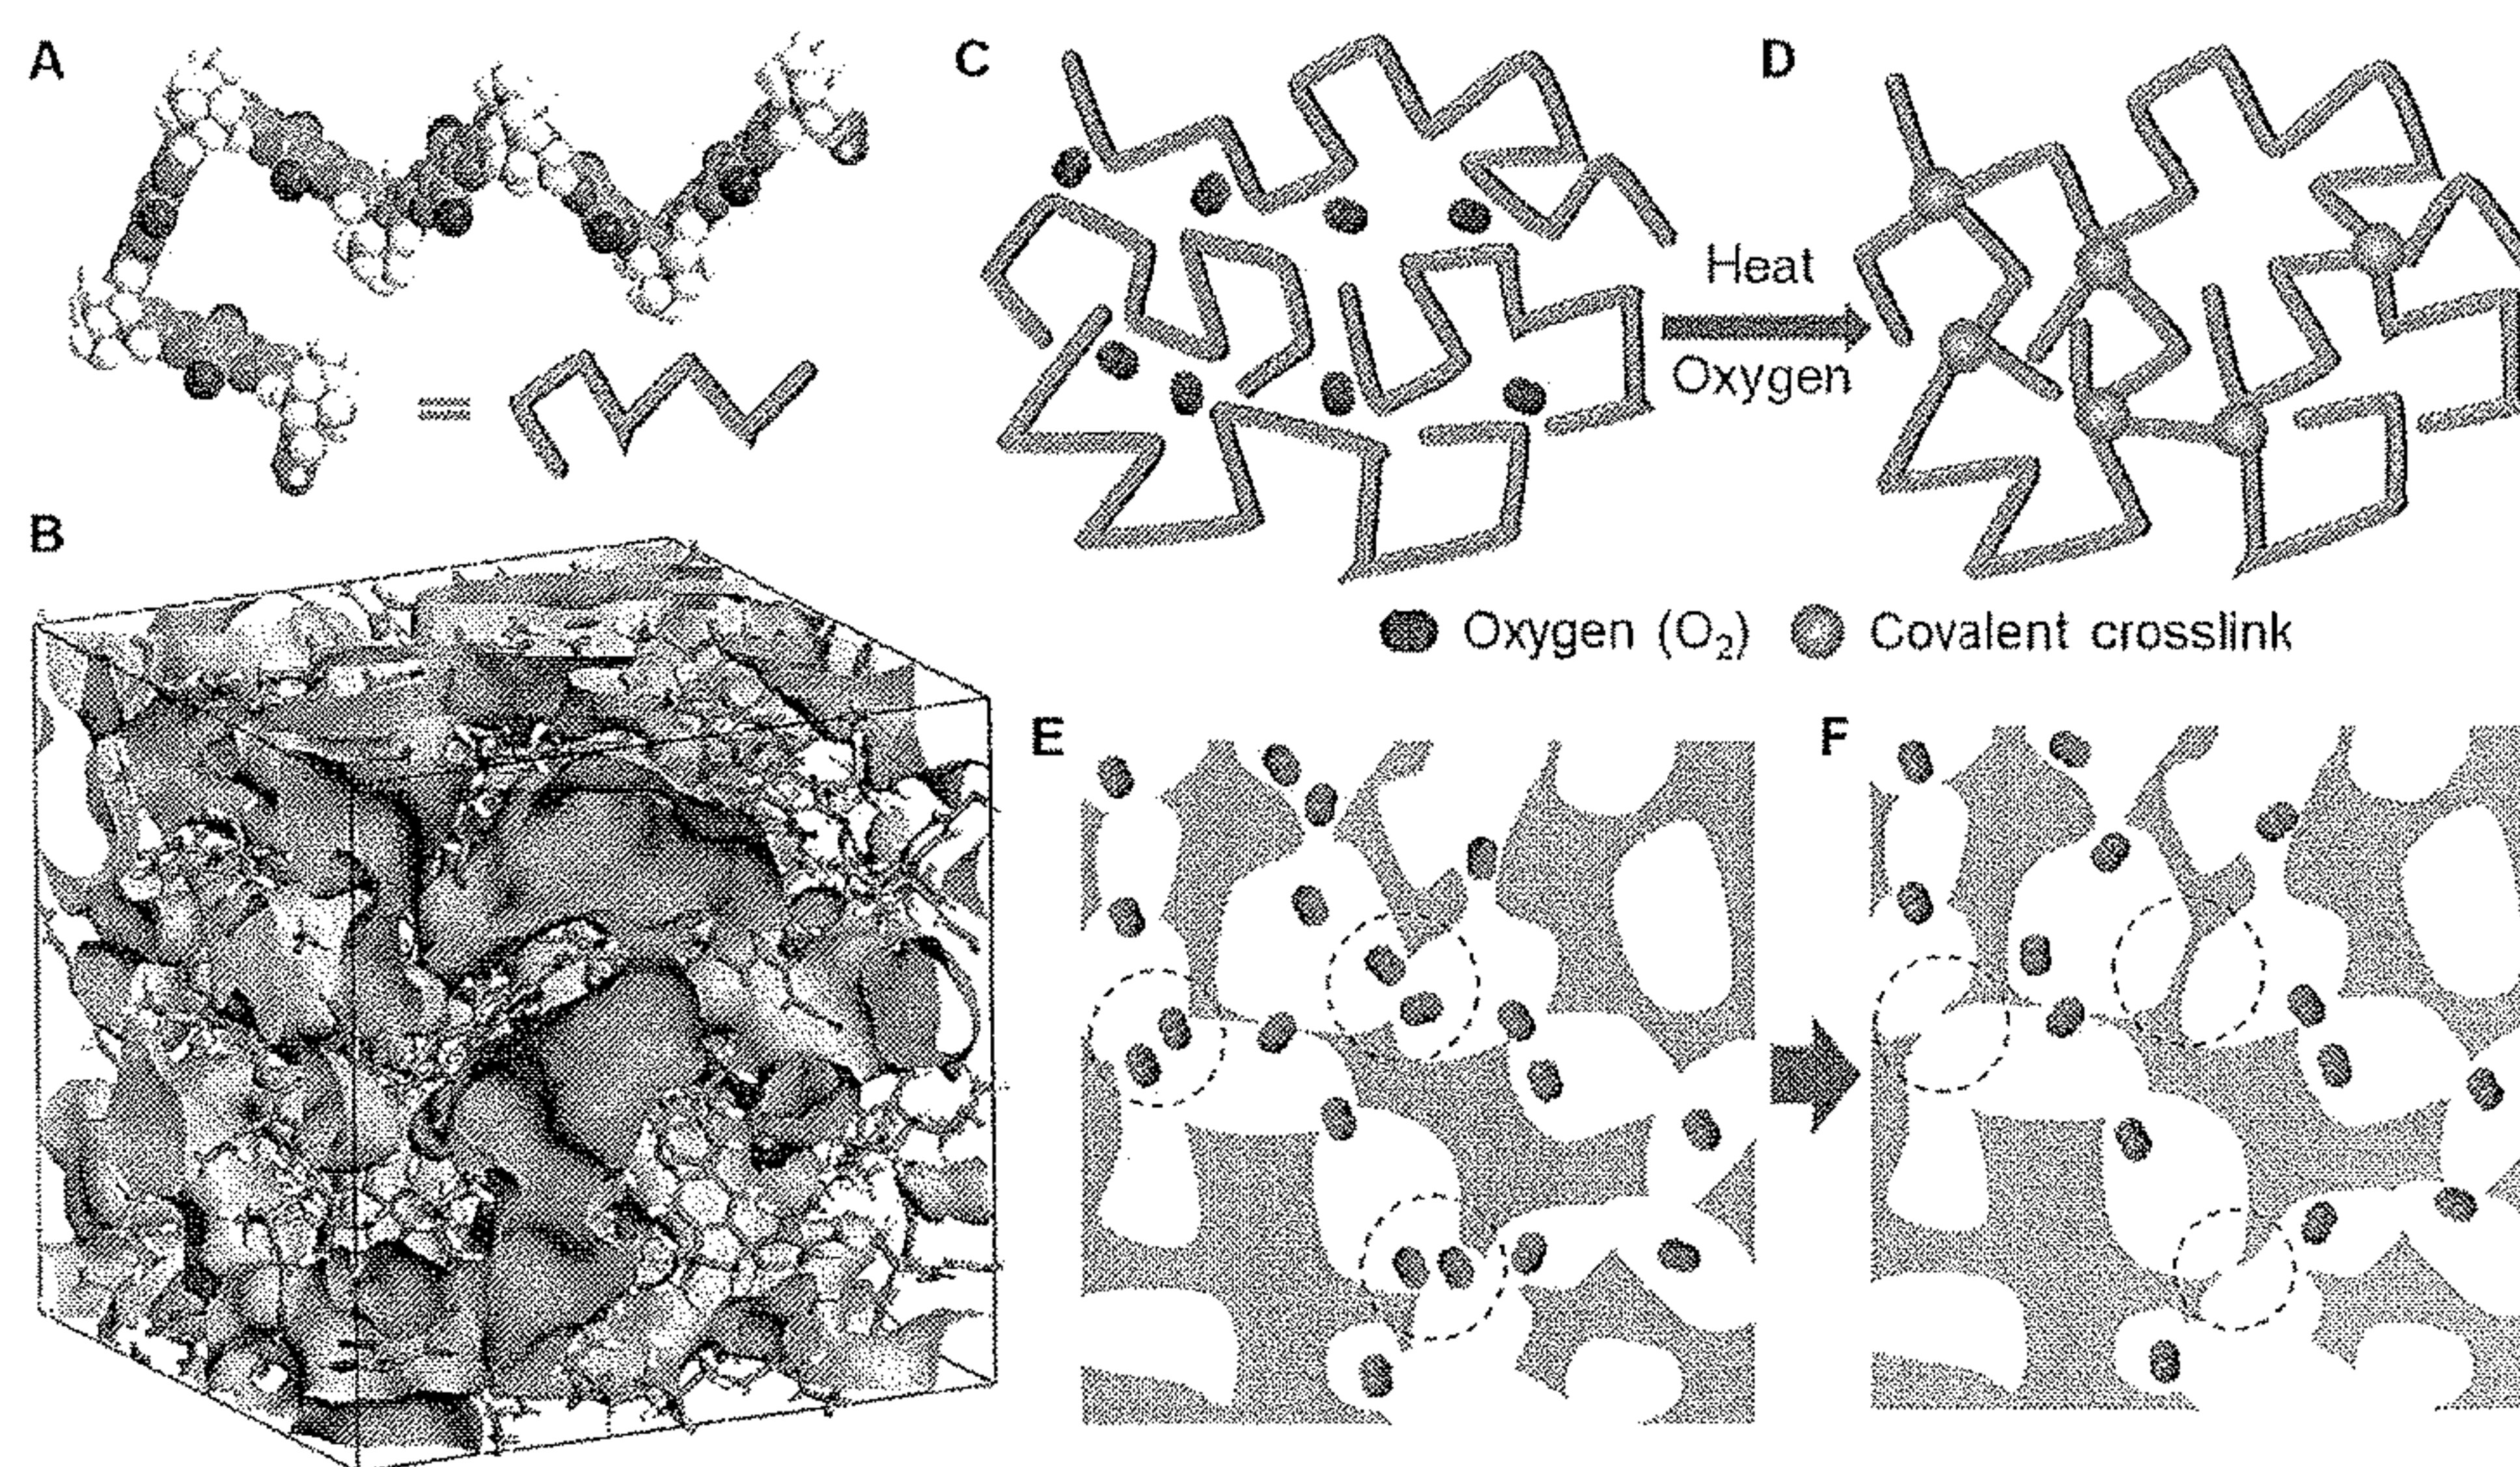 A
C
D
Heat
Oxygen
=
B
Oxygen (O₂)
Covalent crosslink
E
F